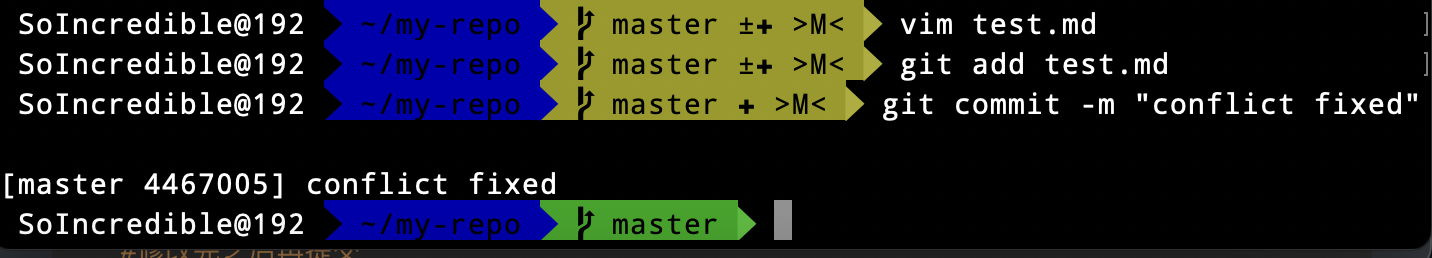 SoIncredible@192 ~/my-repo master ±✚ >M< vim test.md ]
SoIncredible@192 ~/my-repo master ±✚ >M< git add test.md ]
SoIncredible@192 ~/my-repo master ✚ >M< git commit -m "conflict fixed"
[master 4467005] conflict fixed
SoIncredible@192 ~/my-repo master